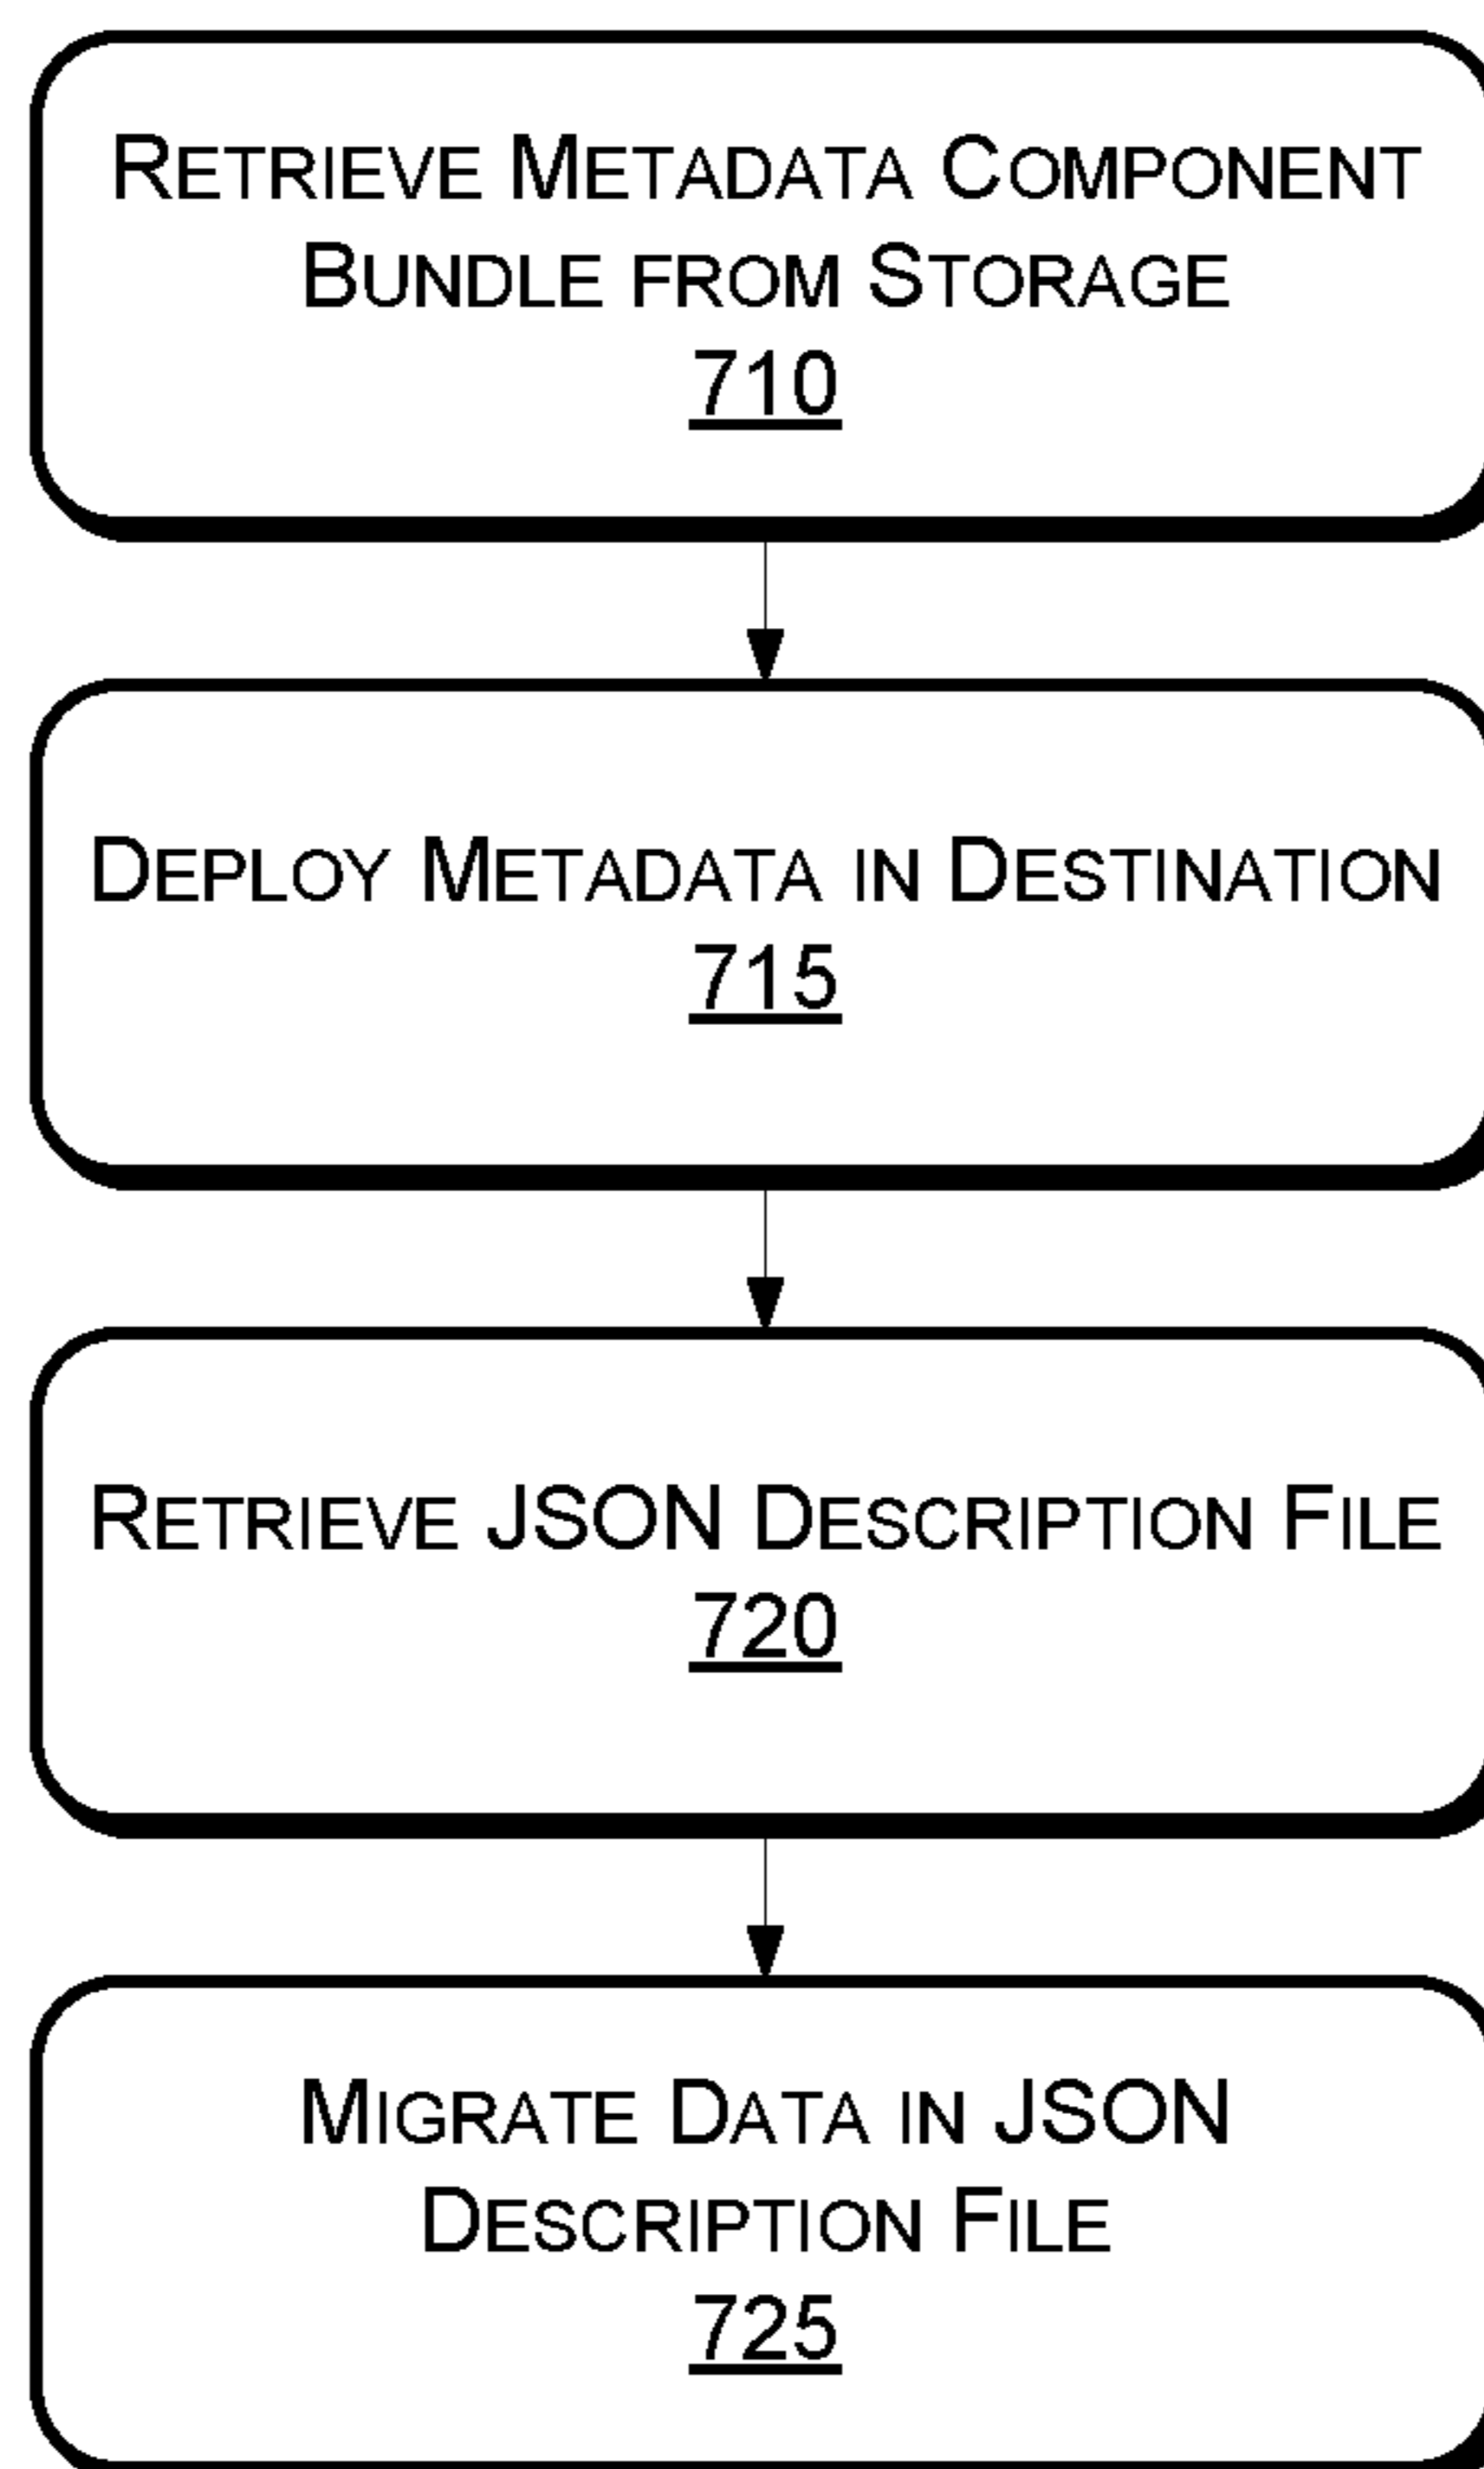 RETRIEVE METADATA COMPONENT
BUNDLE FROM STORAGE
710
DEPLOY METADATA IN DESTINATION
715
RETRIEVE JSON DESCRIPTION FILE
720
MIGRATE DATA IN JSON
DESCRIPTION FILE
725